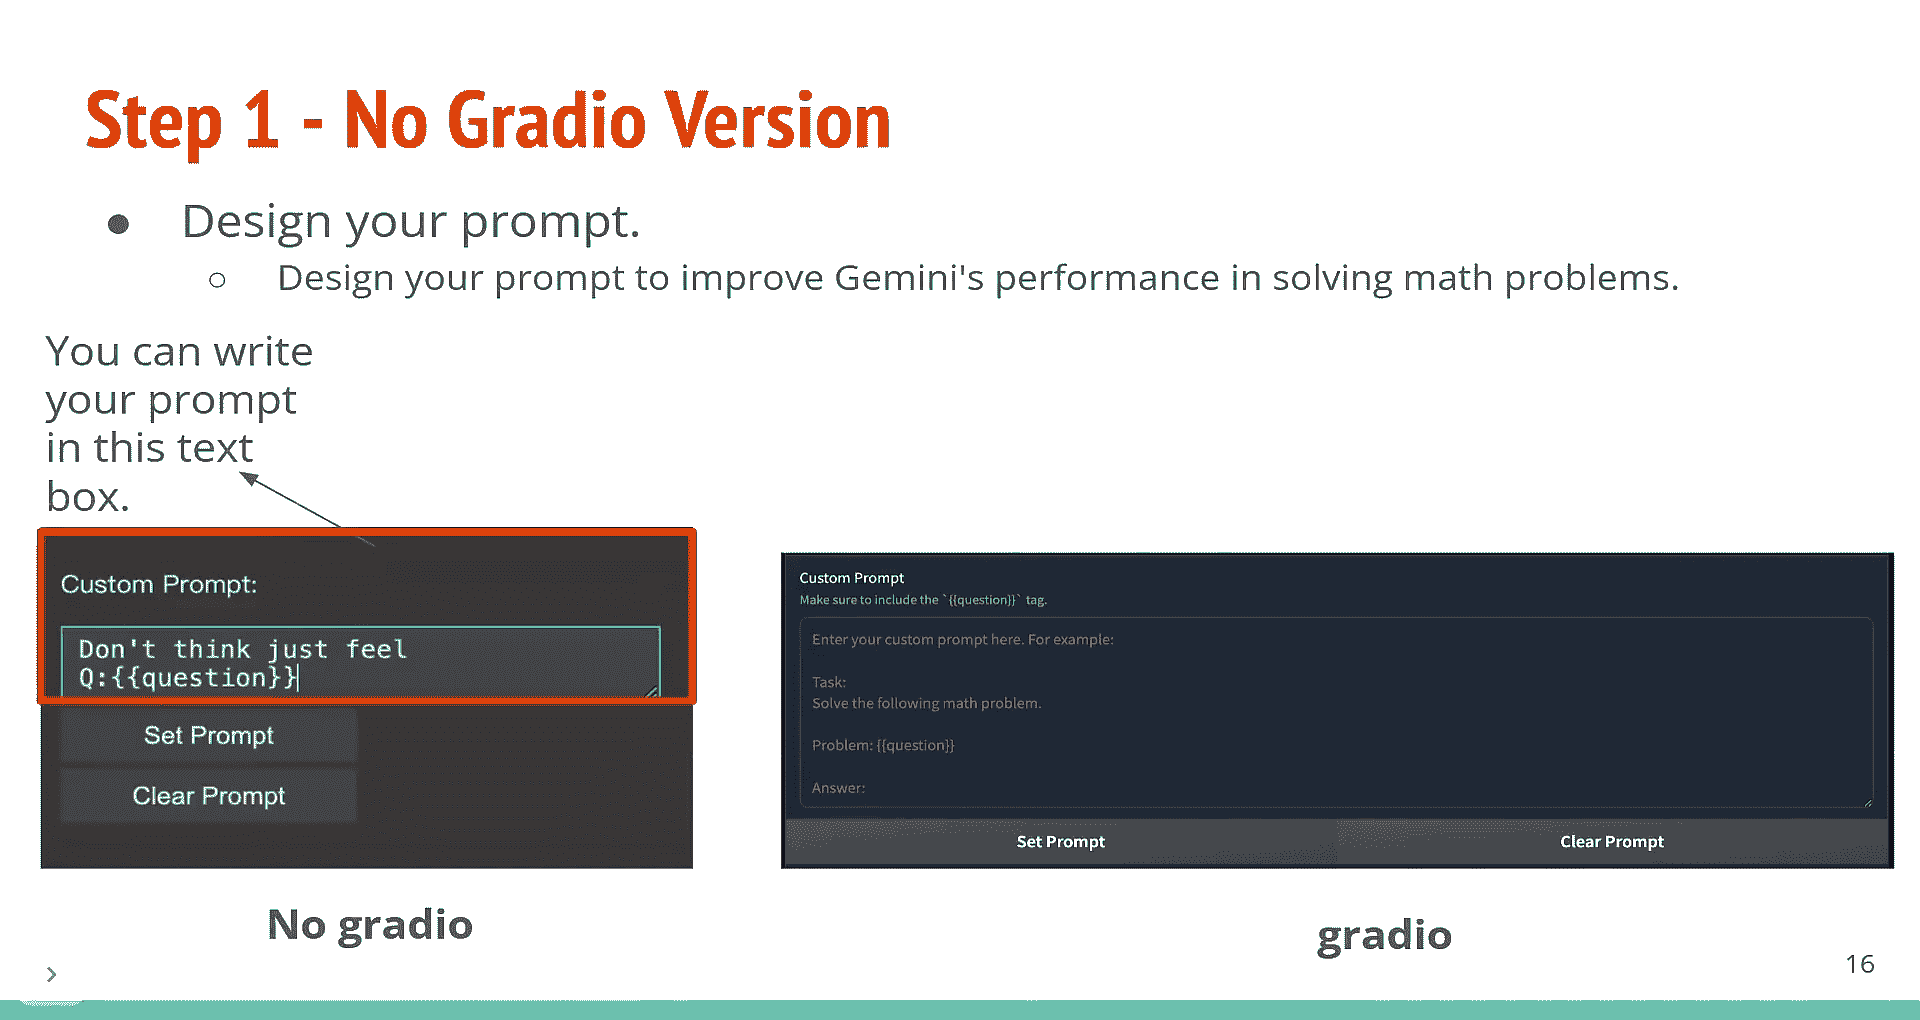 Step 1 - No Gradio Version
● Design your prompt.
○ Design your prompt to improve Gemini's performance in solving math problems.
You can write
your prompt
in this text
box.
Custom Prompt:
Don't think just feel
Q:{{question}}
Set Prompt
Clear Prompt
No gradio
Custom Prompt
Make sure to include the `{{question}}` tag.
Enter your custom prompt here. For example:
Task:
Solve the following math problem.
Problem: {{question}}
Answer:
Set Prompt Clear Prompt
gradio
16